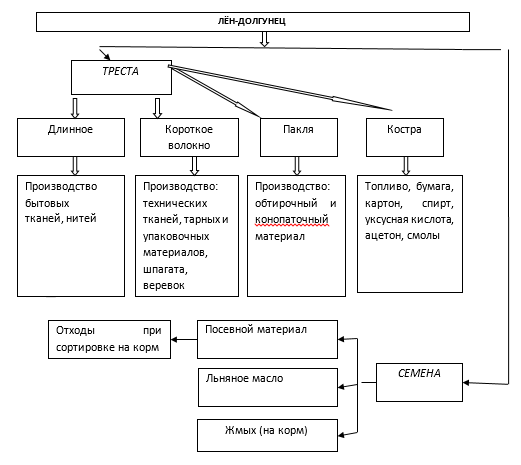 ЛЁН-ДОЛГУНЕЦ
ТРЕСТА
Длинное
Короткое
волокно
Пакля
Костра
Производство
бытовых
тканей, нитей
Производство:
технических
тканей, тарных и
упаковочных
материалов,
шпагата,
веревок
Производство:
обтирочный и
конопаточный
материал
Топливо, бумага,
картон, спирт,
уксусная кислота,
ацетон, смолы
Отходы при
сортировке на корм
Посевной материал
Льняное масло
СЕМЕНА
Жмых (на корм)